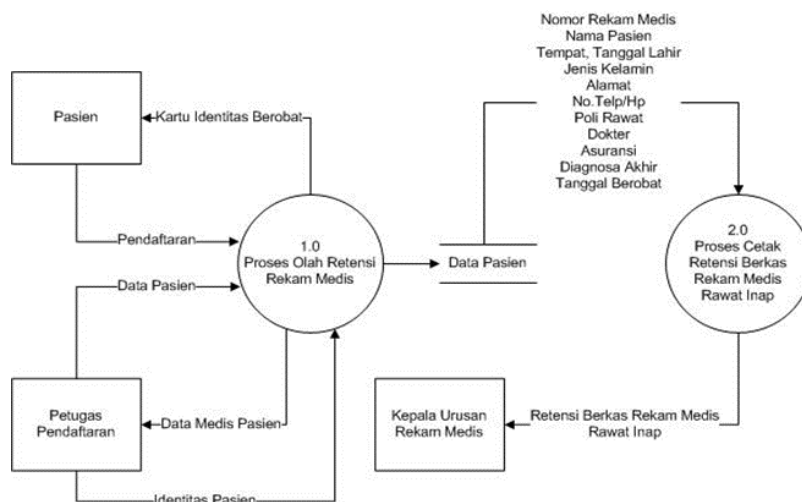 Nomor Rekam Medis
Nama Pasien
Tempat, Tanggal Lahir
Jenis Kelamin
Alamat
No.Telp/Hp
Poli Rawat
Dokter
Asuransi
Diagnosa Akhir
Tanggal Berobat
Pasien
Kartu Identitas Berobat
Pendaftaran
1.0
Proses Olah Retensi
Rekam Medis
Data Pasien
2.0
Proses Cetak
Retensi Berkas
Rekam Medis
Rawat Inap
Data Pasien
Petugas
Pendaftaran
Data Medis Pasien
Kepala Urusan
Rekam Medis
Retensi Berkas Rekam Medis
Rawat Inap
Identitas Pasien